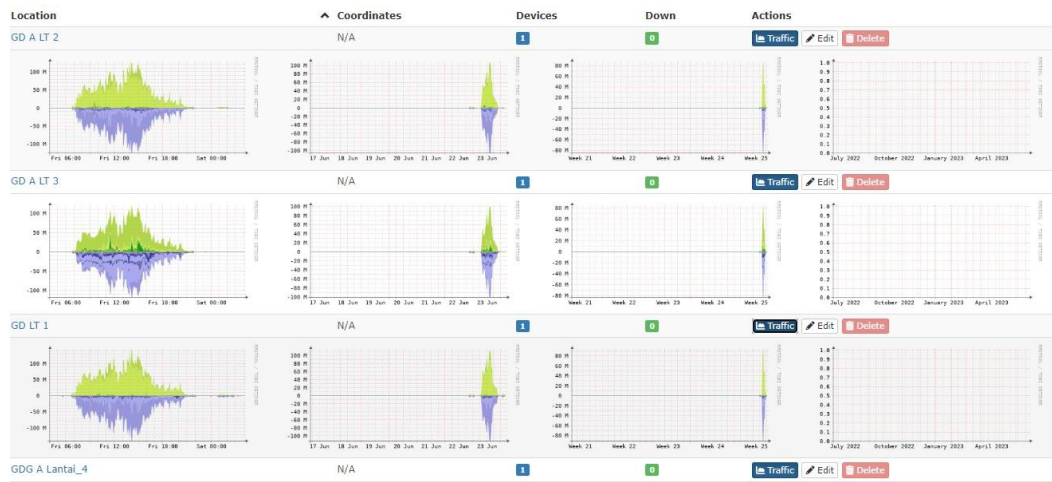 Location Coordinates Devices Down Actions
GD A LT 2 N/A 1 0 Traffic Edit Delete
100 M
50 M
0
-50 M
-100 M
Fri 06:00 Fri 12:00 Fri 18:00 Sat 00:00
100 M
80 M
60 M
40 M
20 M
0
-20 M
-40 M
-60 M
-80 M
-100 M
17 Jun 18 Jun 19 Jun 20 Jun 21 Jun 22 Jun 23 Jun
80 M
60 M
40 M
20 M
0
-20 M
-40 M
-60 M
-80 M
Week 21 Week 22 Week 23 Week 24 Week 25
1.0
0.9
0.8
0.7
0.6
0.5
0.4
0.3
0.2
0.1
0.0
July 2022 October 2022 January 2023 April 2023
GD A LT 3 N/A 1 0 Traffic Edit Delete
100 M
50 M
0
-50 M
-100 M
Fri 06:00 Fri 12:00 Fri 18:00 Sat 00:00
100 M
80 M
60 M
40 M
20 M
0
-20 M
-40 M
-60 M
-80 M
-100 M
17 Jun 18 Jun 19 Jun 20 Jun 21 Jun 22 Jun 23 Jun
80 M
60 M
40 M
20 M
0
-20 M
-40 M
-60 M
-80 M
Week 21 Week 22 Week 23 Week 24 Week 25
1.0
0.9
0.8
0.7
0.6
0.5
0.4
0.3
0.2
0.1
0.0
July 2022 October 2022 January 2023 April 2023
GD LT 1 N/A 1 0 Traffic Edit Delete
100 M
50 M
0
-50 M
-100 M
Fri 06:00 Fri 12:00 Fri 18:00 Sat 00:00
100 M
80 M
60 M
40 M
20 M
0
-20 M
-40 M
-60 M
-80 M
-100 M
17 Jun 18 Jun 19 Jun 20 Jun 21 Jun 22 Jun 23 Jun
80 M
60 M
40 M
20 M
0
-20 M
-40 M
-60 M
-80 M
Week 21 Week 22 Week 23 Week 24 Week 25
1.0
0.9
0.8
0.7
0.6
0.5
0.4
0.3
0.2
0.1
0.0
July 2022 October 2022 January 2023 April 2023
GDG A Lantai_4 N/A 1 0 Traffic Edit Delete